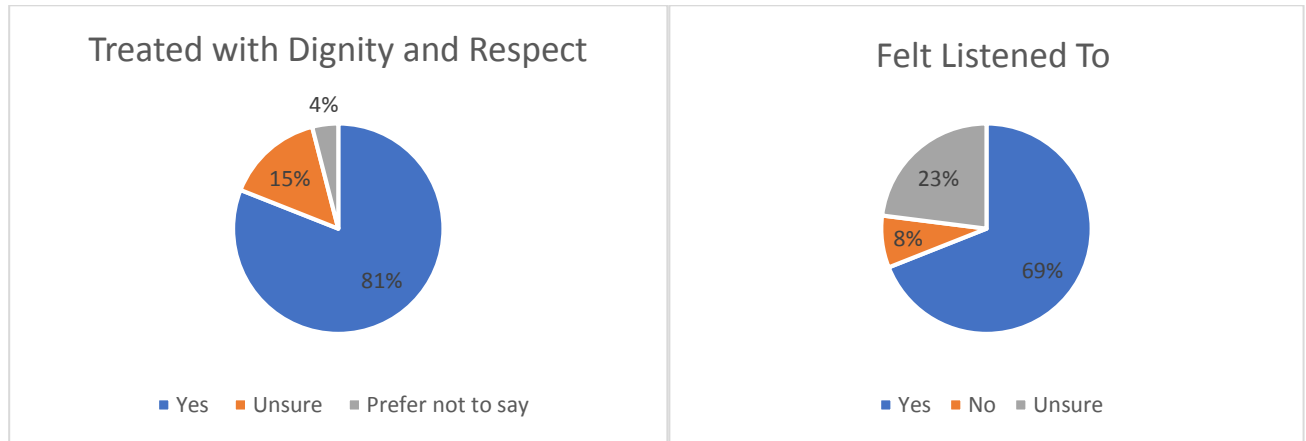 Treated with Dignity and Respect
4%
15%
81%
Yes Unsure Prefer not to say
Felt Listened To
23%
8%
69%
Yes No Unsure